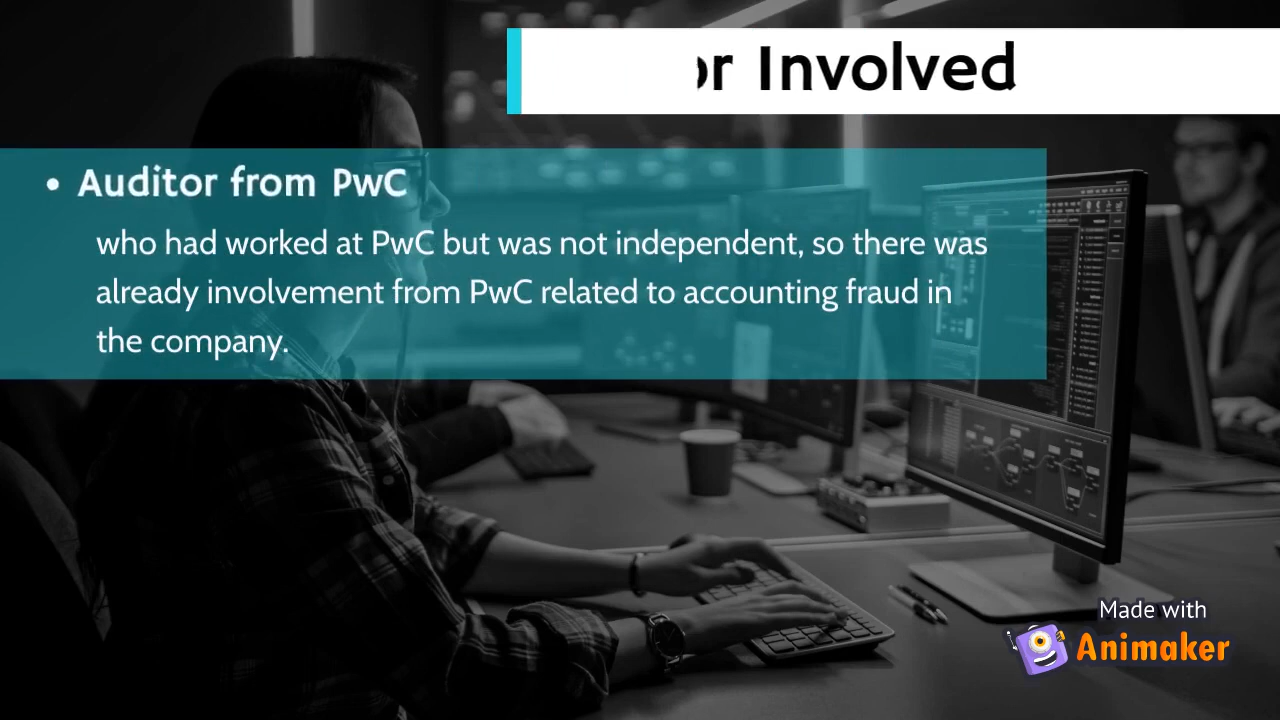 Involved
• Auditor from PwC
who had worked at PwC but was not independent, so there was
already involvement from PwC related to accounting fraud in
the company.
Made with
Animaker